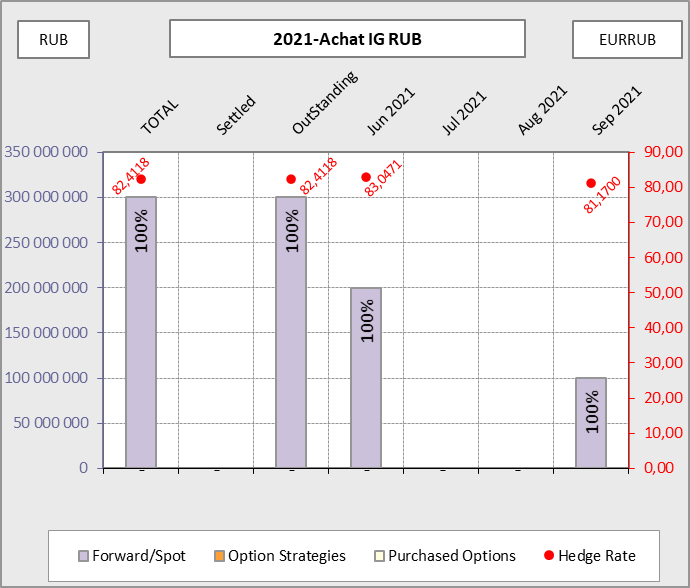 RUB
2021-Achat IG RUB
EURRUB
TOTAL
Settled
OutStanding
Jun 2021
Jul 2021
Aug 2021
Sep 2021
350 000 000
300 000 000
250 000 000
200 000 000
150 000 000
100 000 000
50 000 000
0
90,00
80,00
70,00
60,00
50,00
40,00
30,00
20,00
10,00
0,00
82,4118
82,4118
83,0471
81,1700
100%
100%
100%
100%
Forward/Spot Option Strategies Purchased Options Hedge Rate